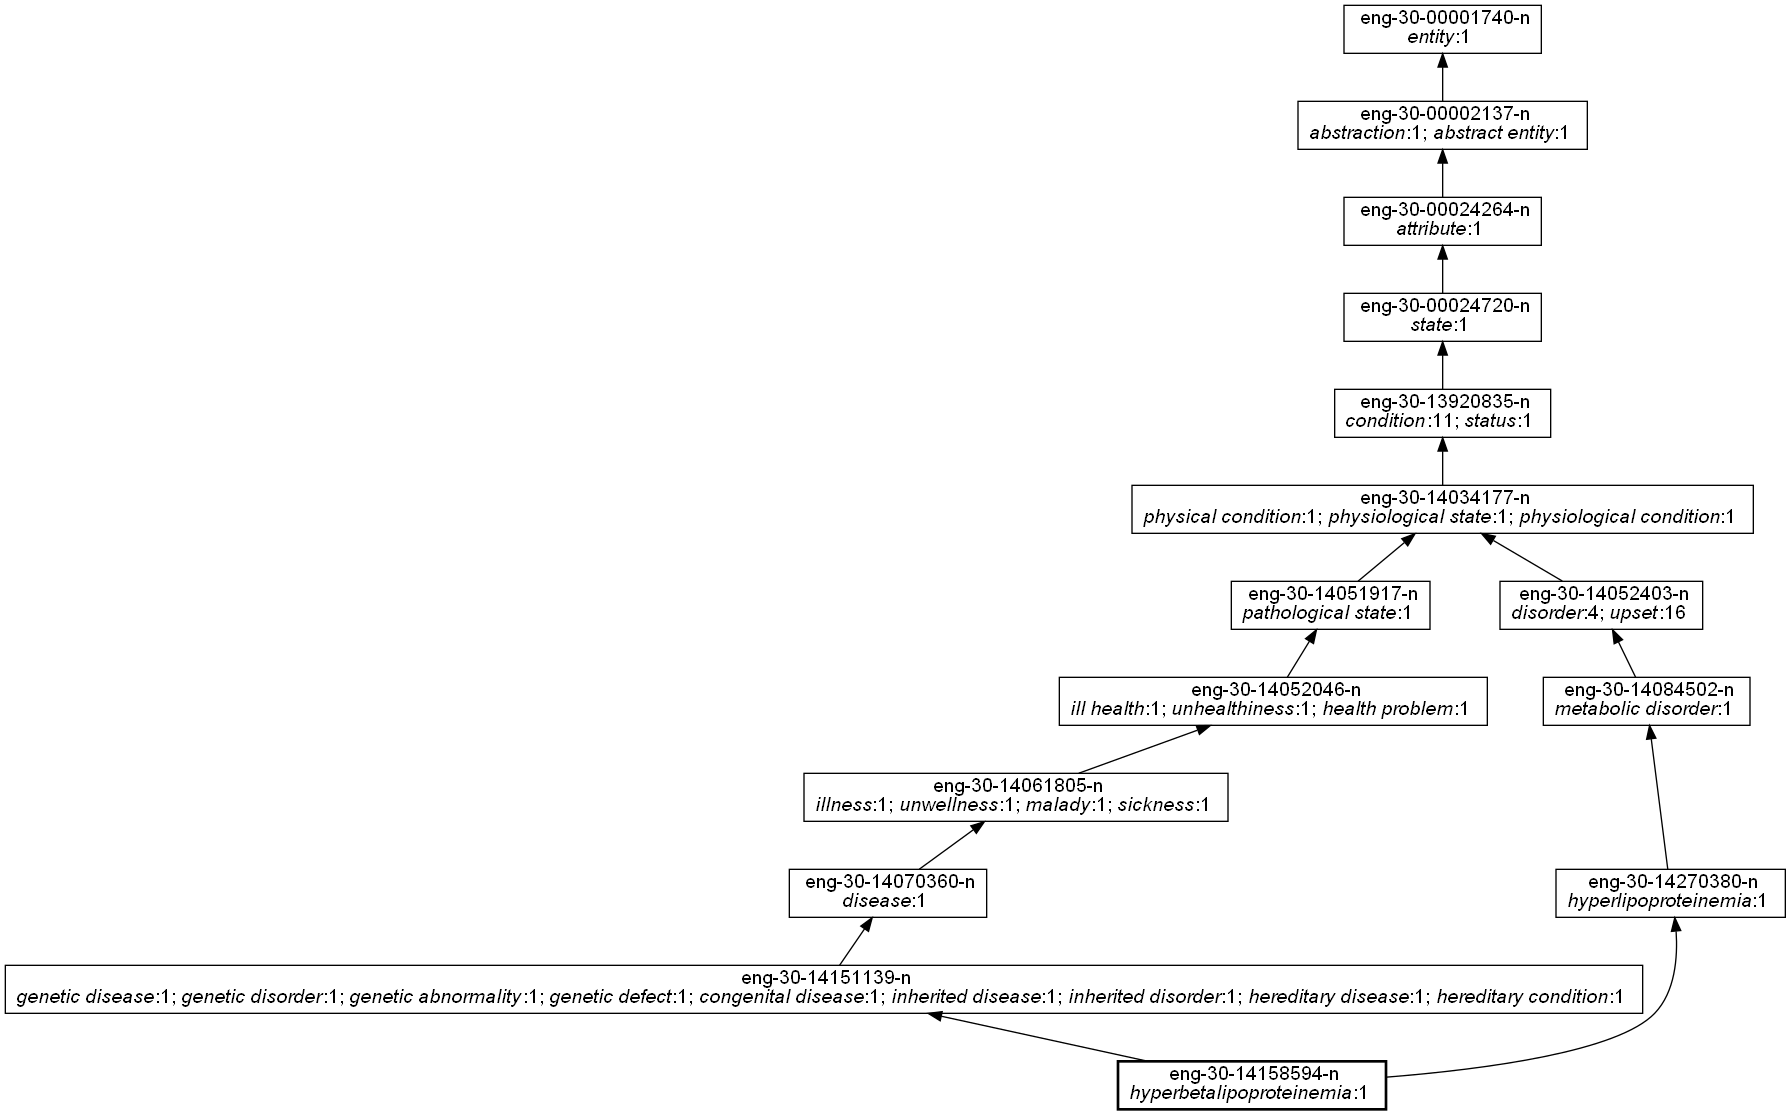 eng-30-00001740-n
entity:1
eng-30-00002137-n
abstraction:1; abstract entity:1
eng-30-00024264-n
attribute:1
eng-30-00024720-n
state:1
eng-30-13920835-n
condition:11; status:1
eng-30-14034177-n
physical condition:1; physiological state:1; physiological condition:1
eng-30-14051917-n
pathological state:1
eng-30-14052403-n
disorder:4; upset:16
eng-30-14052046-n
ill health:1; unhealthiness:1; health problem:1
eng-30-14084502-n
metabolic disorder:1
eng-30-14061805-n
illness:1; unwellness:1; malady:1; sickness:1
eng-30-14070360-n
disease:1
eng-30-14270380-n
hyperlipoproteinemia:1
eng-30-14151139-n
genetic disease:1; genetic disorder:1; genetic abnormality:1; genetic defect:1; congenital disease:1; inherited disease:1; inherited disorder:1; hereditary disease:1; hereditary condition:1
eng-30-14158594-n
hyperbetalipoproteinemia:1